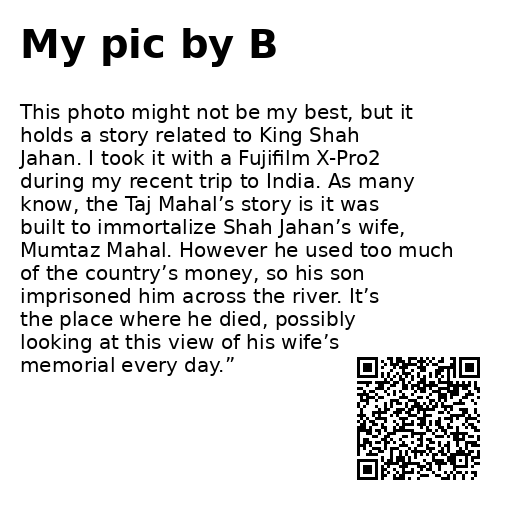 My pic by B
This photo might not be my best, but it
holds a story related to King Shah
Jahan. I took it with a Fujifilm X-Pro2
during my recent trip to India. As many
know, the Taj Mahal’s story is it was
built to immortalize Shah Jahan’s wife,
Mumtaz Mahal. However he used too much
of the country’s money, so his son
imprisoned him across the river. It’s
the place where he died, possibly
looking at this view of his wife’s
memorial every day.”